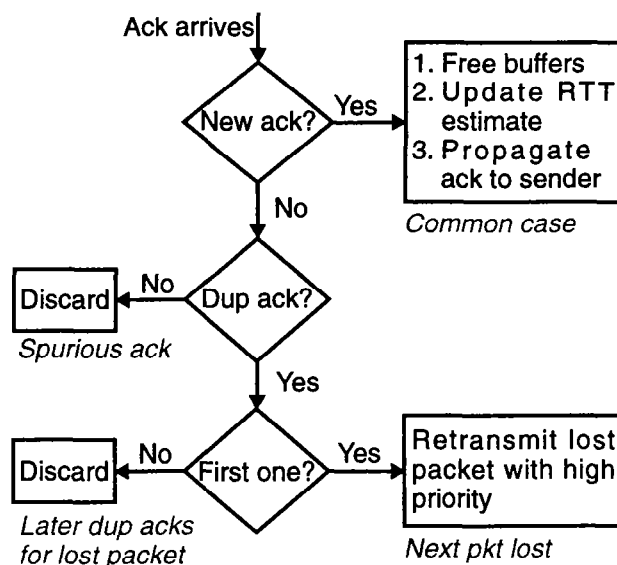 Ack arrives
New ack?
Yes
1. Free buffers
2. Update RTT
estimate
3. Propagate
ack to sender
Common case
No
Dup ack?
No
Discard
Spurious ack
Yes
First one?
No
Discard
Later dup acks
for lost packet
Yes
Retransmit lost
packet with high
priority
Next pkt lost